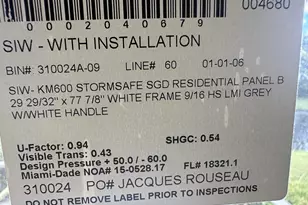 000204679
004680
SIW - WITH INSTALLATION
BIN#: 310024A-09 LINE#: 60 01-01-06
SIW- KM600 STORMSAFE SGD RESIDENTIAL PANEL B
29 29/32" x 77 7/8" WHITE FRAME 9/16 HS LMI GREY
W/WHITE HANDLE
U-Factor: 0.94 SHGC: 0.54
Visible Trans: 0.43
Design Pressure + 50.0 / - 60.0
Miami-Dade NOA# 15-0528.17 FL# 18321.1
310024 PO# JACQUES ROUSEAU
DO NOT REMOVE LABELS PRIOR TO INSPECTIONS